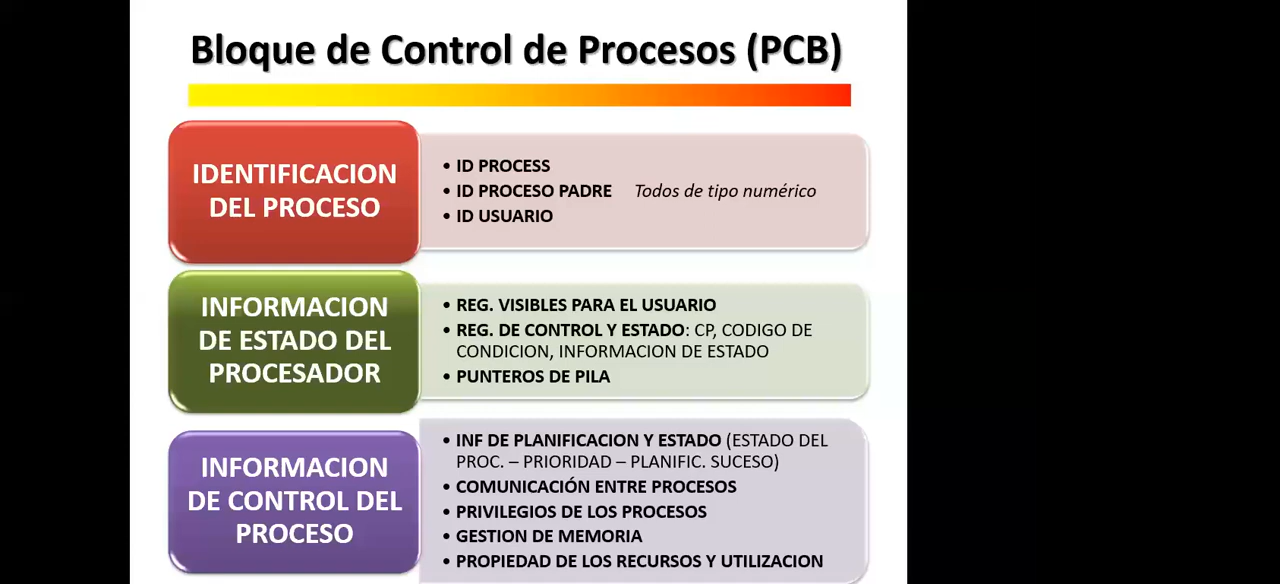 Bloque de Control de Procesos (PCB)
IDENTIFICACION
DEL PROCESO
• ID PROCESS
• ID PROCESO PADRE Todos de tipo numérico
• ID USUARIO
INFORMACION
DE ESTADO DEL
PROCESADOR
• REG. VISIBLES PARA EL USUARIO
• REG. DE CONTROL Y ESTADO: CP, CODIGO DE
CONDICION, INFORMACION DE ESTADO
• PUNTEROS DE PILA
INFORMACION
DE CONTROL DEL
PROCESO
• INF DE PLANIFICACION Y ESTADO (ESTADO DEL
PROC. – PRIORIDAD – PLANIFIC. SUCESO)
• COMUNICACIÓN ENTRE PROCESOS
• PRIVILEGIOS DE LOS PROCESOS
• GESTION DE MEMORIA
• PROPIEDAD DE LOS RECURSOS Y UTILIZACION